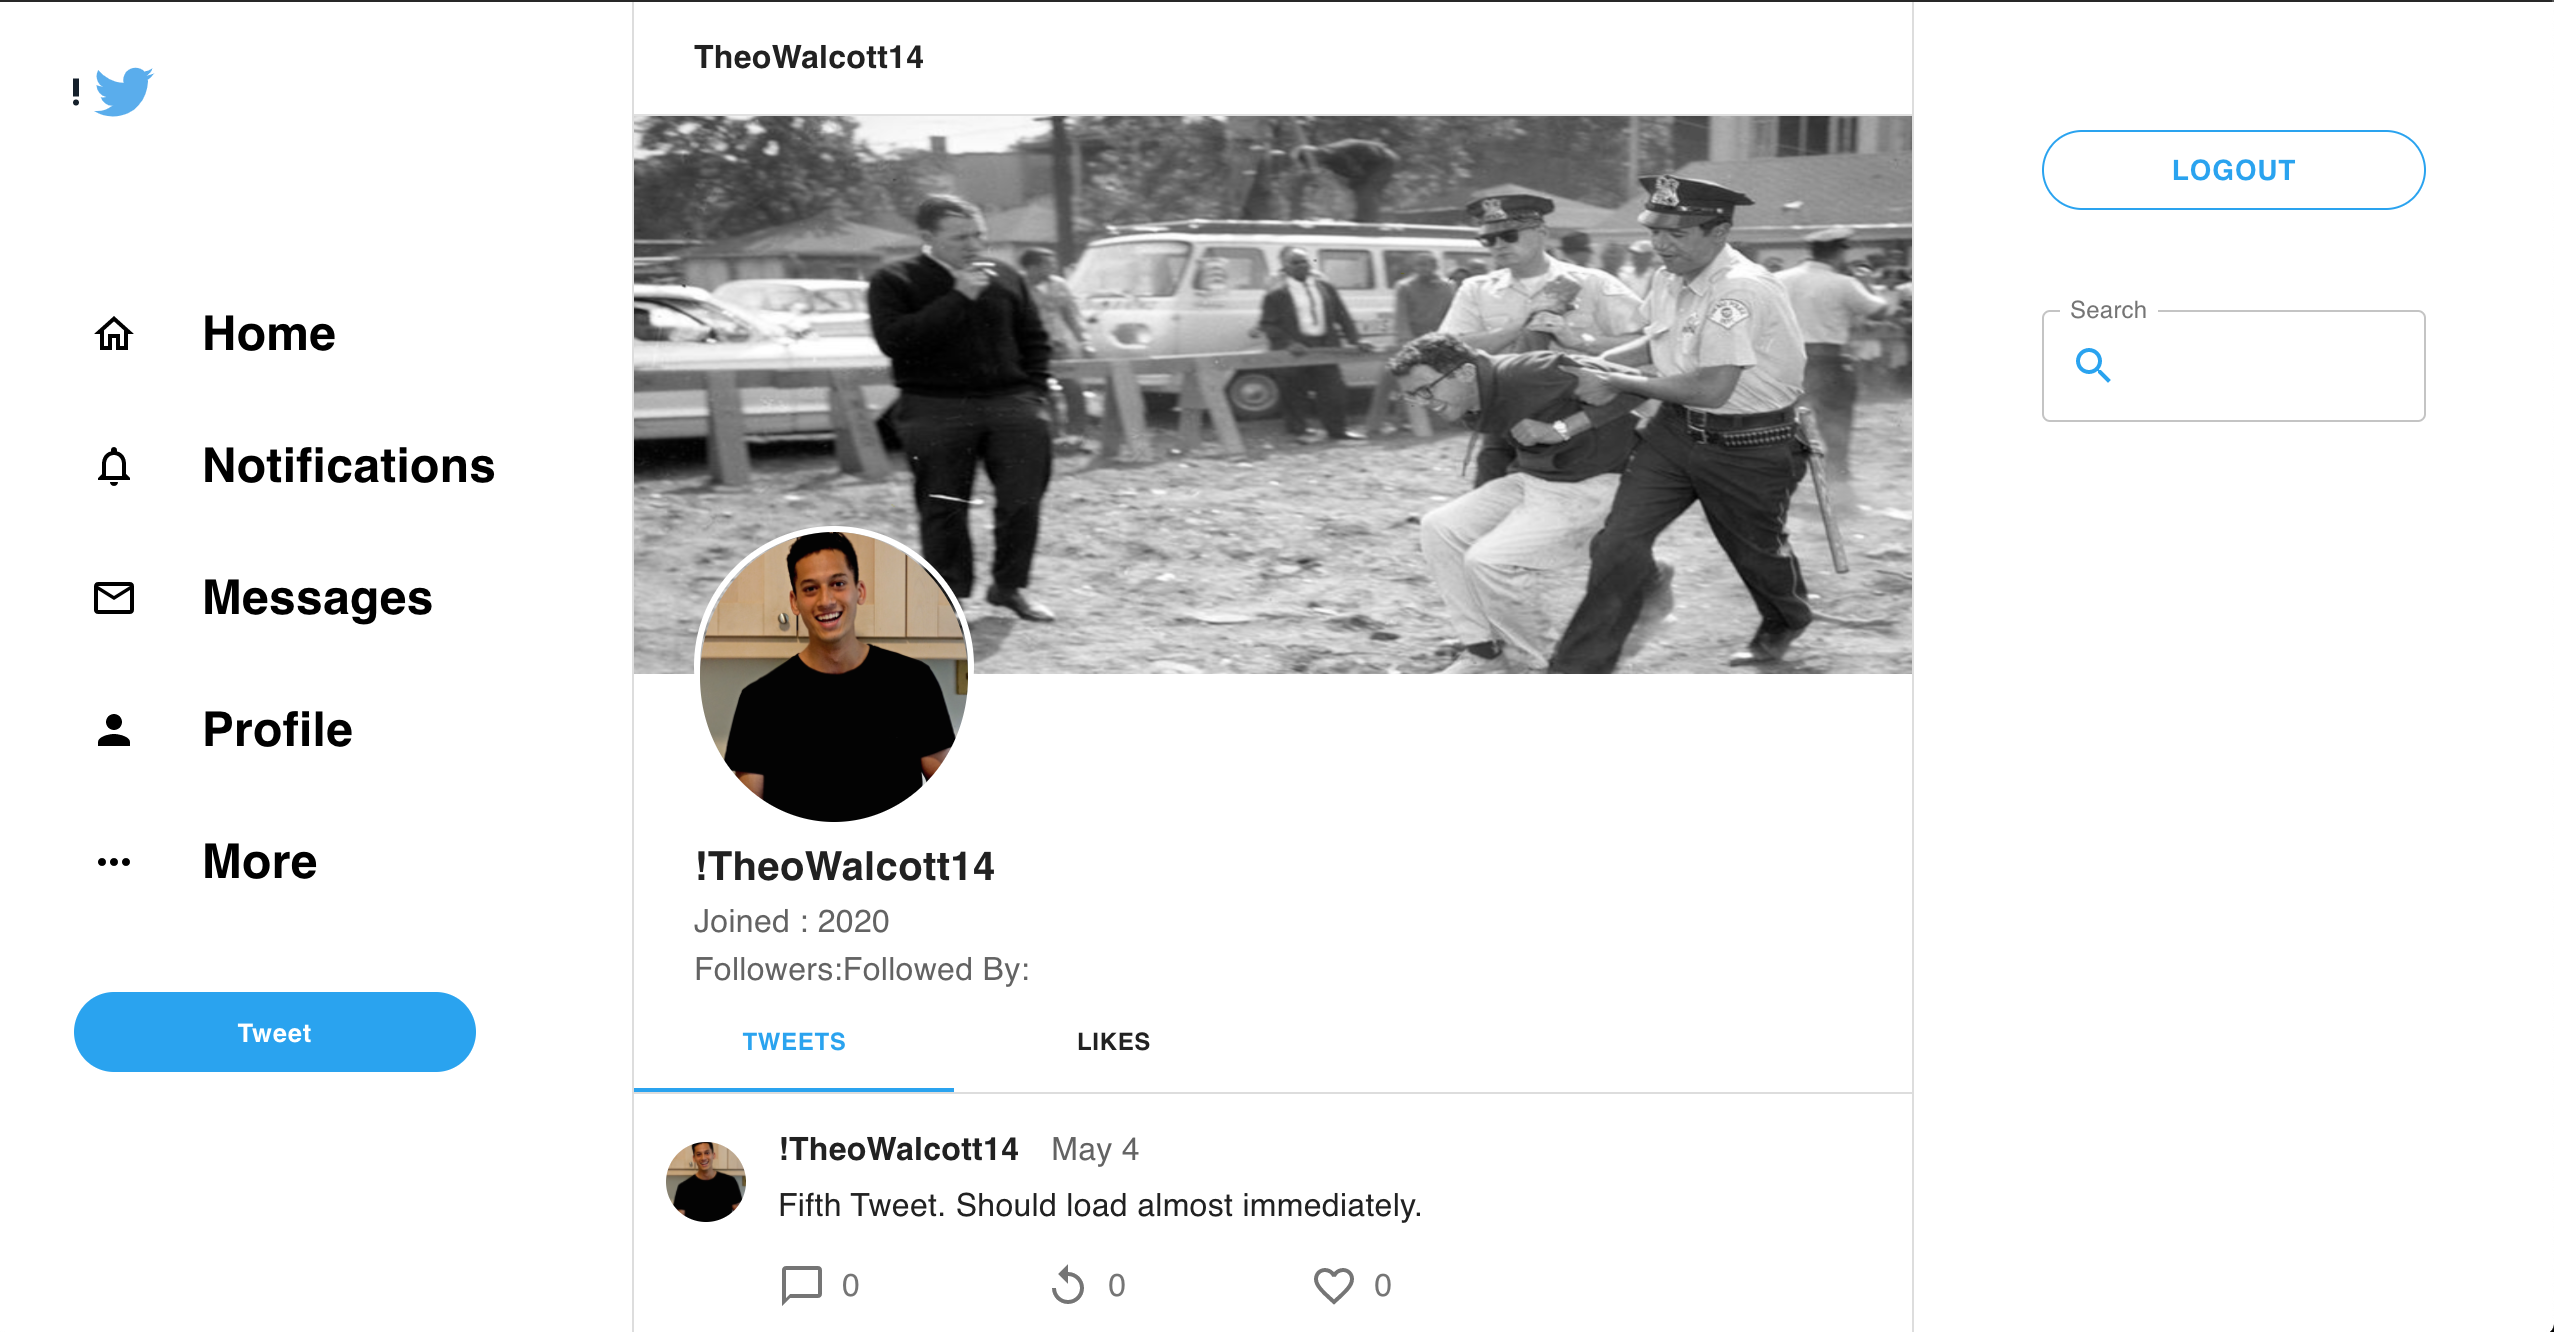 !
Home
Notifications
Messages
Profile
More
Tweet
TheoWalcott14
!TheoWalcott14
Joined : 2020
Followers:Followed By:
TWEETS
LIKES
!TheoWalcott14 May 4
Fifth Tweet. Should load almost immediately.
0 0 0
LOGOUT
Search